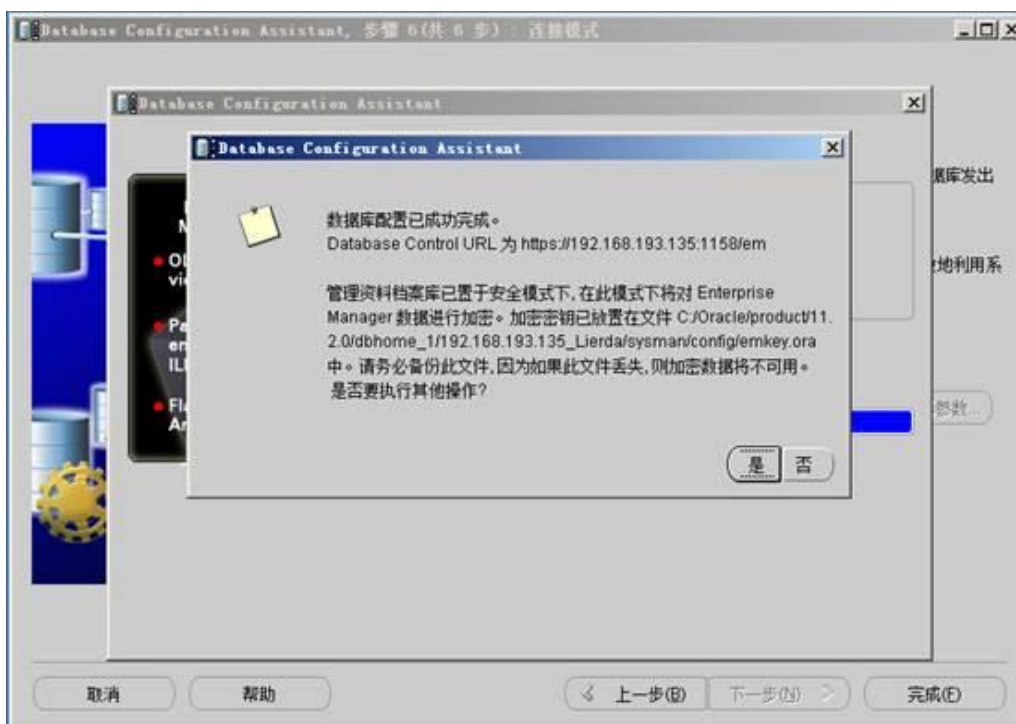 Database Configuration Assistant, 步骤 6(共 6 步) : 连接模式
Database Configuration Assistant
Database Configuration Assistant
据库发出
地利用系
数据库配置已成功完成。
Database Control URL 为 https://192.168.193.135:1158/em
管理资料档案库已置于安全模式下,在此模式下将对 Enterprise
Manager 数据进行加密。加密密钥已放置在文件 C:/Oracle/product/11.
2.0/dbhome_1/192.168.193.135_Lierda/sysman/config/emkey.ora
中。请务必备份此文件,因为如果此文件丢失,则加密数据将不可用。
是否要执行其他操作?
N
OL
vie
Pa
en
IL
Fla
Ar
参数...
是
否
取消
帮助
上一步(B)
下一步(N)
完成(F)